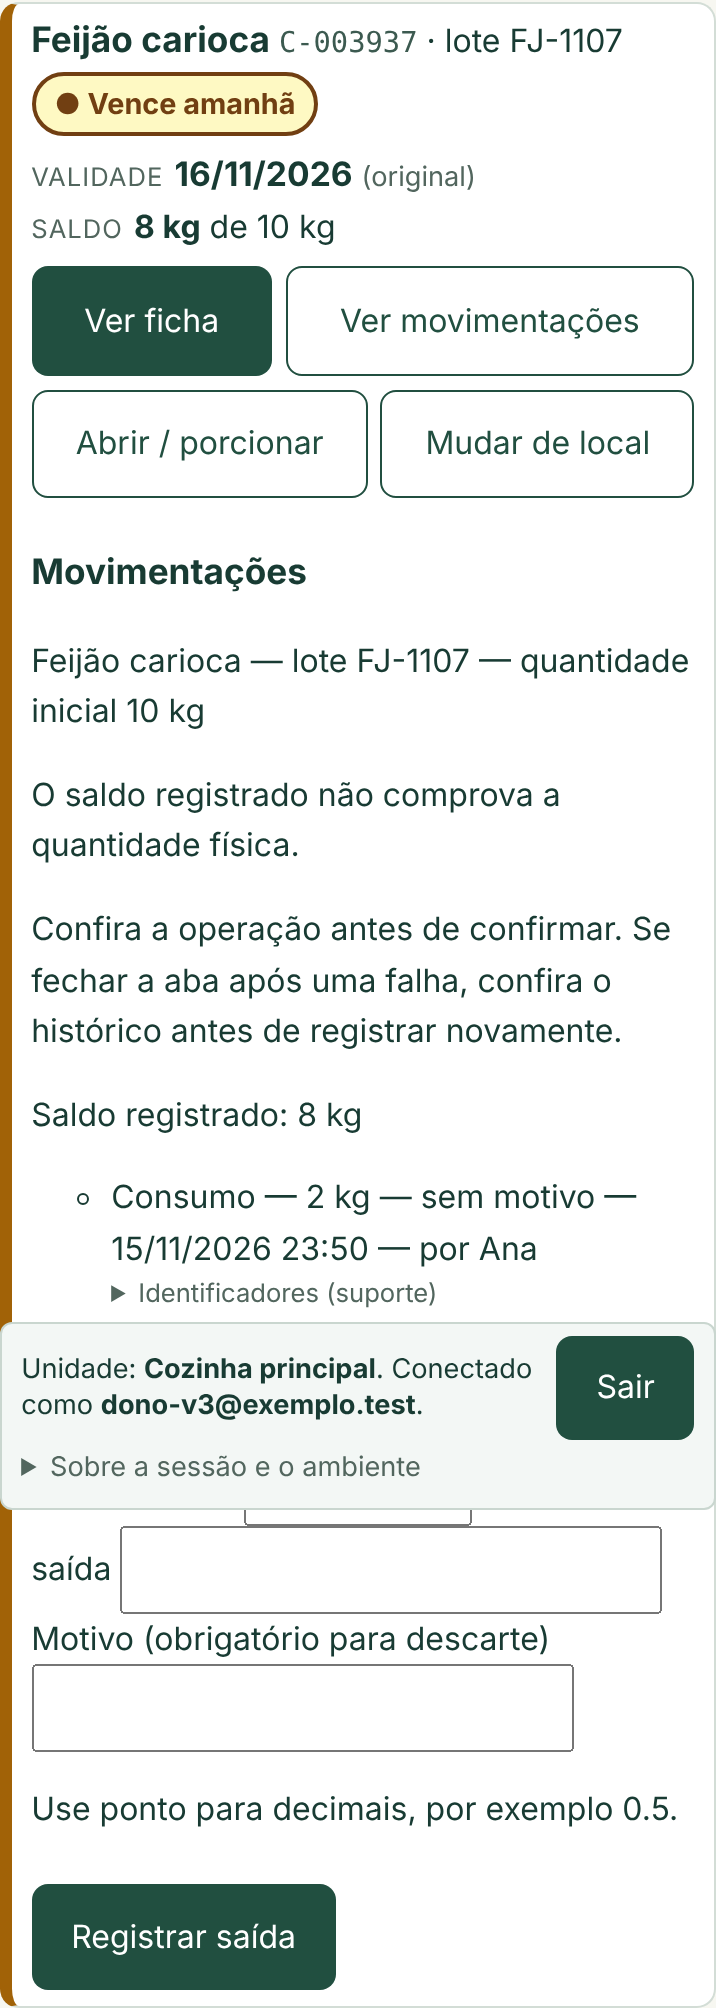 Feijão carioca C-003937 · lote FJ-1107
Vence amanhã
VALIDADE 16/11/2026 (original)
SALDO 8 kg de 10 kg
Ver ficha
Ver movimentações
Abrir / porcionar
Mudar de local
Movimentações
Feijão carioca — lote FJ-1107 — quantidade
inicial 10 kg
O saldo registrado não comprova a
quantidade física.
Confira a operação antes de confirmar. Se
fechar a aba após uma falha, confira o
histórico antes de registrar novamente.
Saldo registrado: 8 kg
Consumo — 2 kg — sem motivo —
15/11/2026 23:50 — por Ana
Identificadores (suporte)
Unidade: Cozinha principal. Conectado
como dono-v3@exemplo.test.
Sair
Sobre a sessão e o ambiente
saída
Motivo (obrigatório para descarte)
Use ponto para decimais, por exemplo 0.5.
Registrar saída